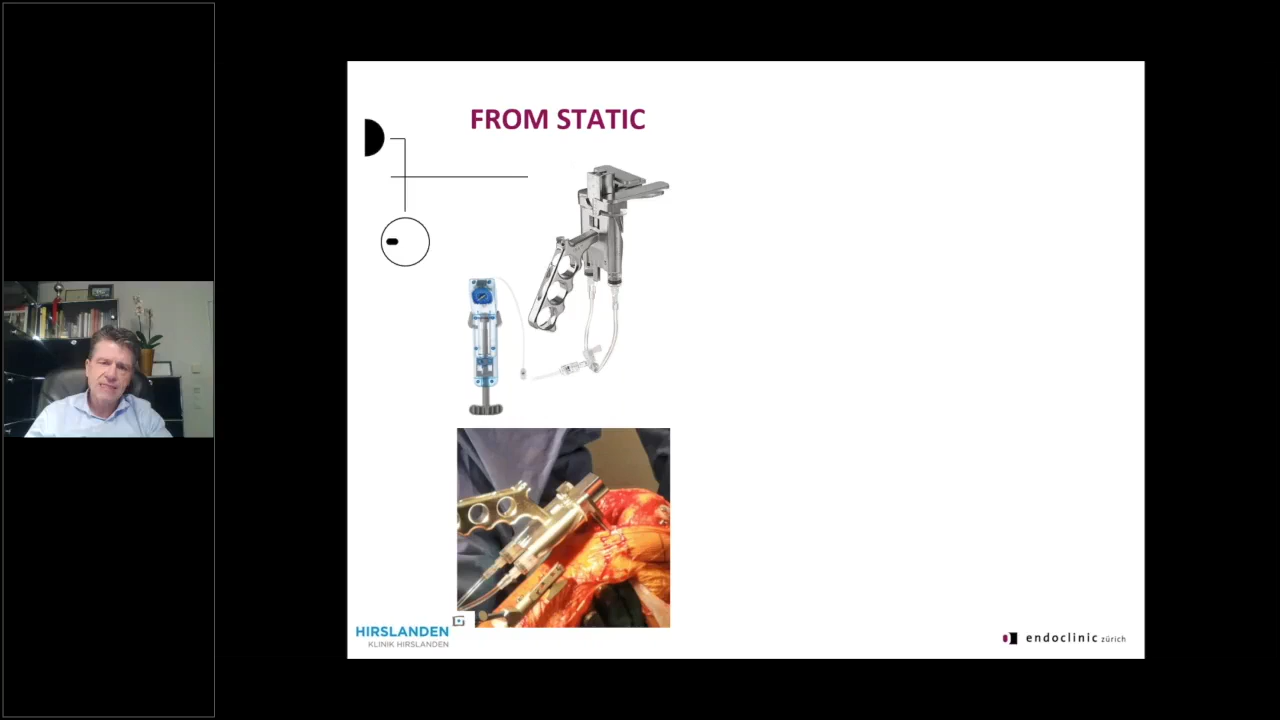 FROM STATIC
HIRSLANDEN
KLINIK HIRSLANDEN
endoclinic zürich